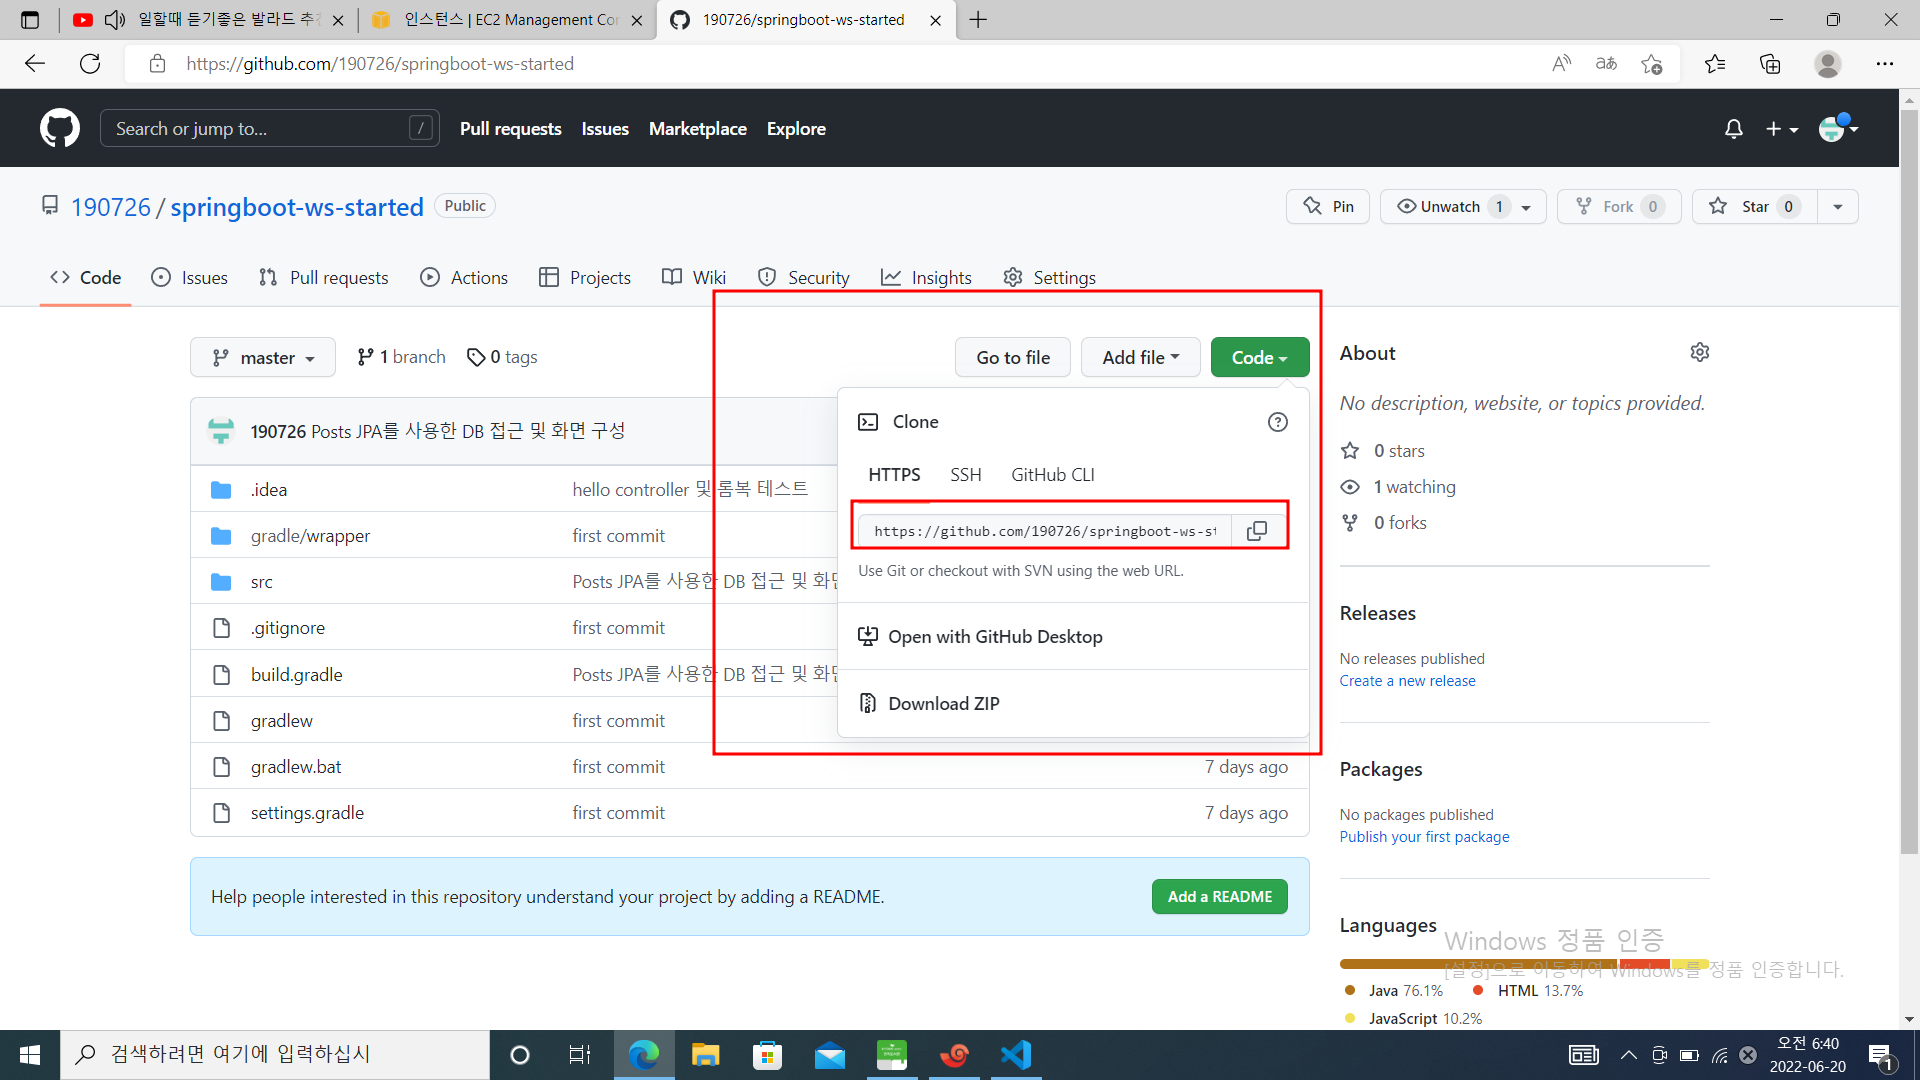 일할때 듣기좋은 발라드 추천
인스턴스 | EC2 Management Con
190726/springboot-ws-started
https://github.com/190726/springboot-ws-started
Search or jump to... /
Pull requests Issues Marketplace Explore
190726 / springboot-ws-started Public
Pin Unwatch 1 Fork 0 Star 0
Code Issues Pull requests Actions Projects Wiki Security Insights Settings
master 1 branch 0 tags Go to file Add file Code
190726 Posts JPA를 사용한 DB 접근 및 화면 구성
.idea hello controller 및 롬복 테스트
gradle/wrapper first commit
src Posts JPA를 사용한 DB 접근 및 화면
.gitignore first commit
build.gradle Posts JPA를 사용한 DB 접근 및 화면
gradlew first commit
gradlew.bat first commit 7 days ago
settings.gradle first commit 7 days ago
Clone
HTTPS SSH GitHub CLI
https://github.com/190726/springboot-ws-st
Use Git or checkout with SVN using the web URL.
Open with GitHub Desktop
Download ZIP
Help people interested in this repository understand your project by adding a README. Add a README
About
No description, website, or topics provided.
0 stars
1 watching
0 forks
Releases
No releases published
Create a new release
Packages
No packages published
Publish your first package
Languages
Java 76.1% HTML 13.7%
JavaScript 10.2%
Windows 정품 인증
[설정]으로 이동하여 Windows를 정품 인증합니다.
검색하려면 여기에 입력하십시
오전 6:40
2022-06-20
1